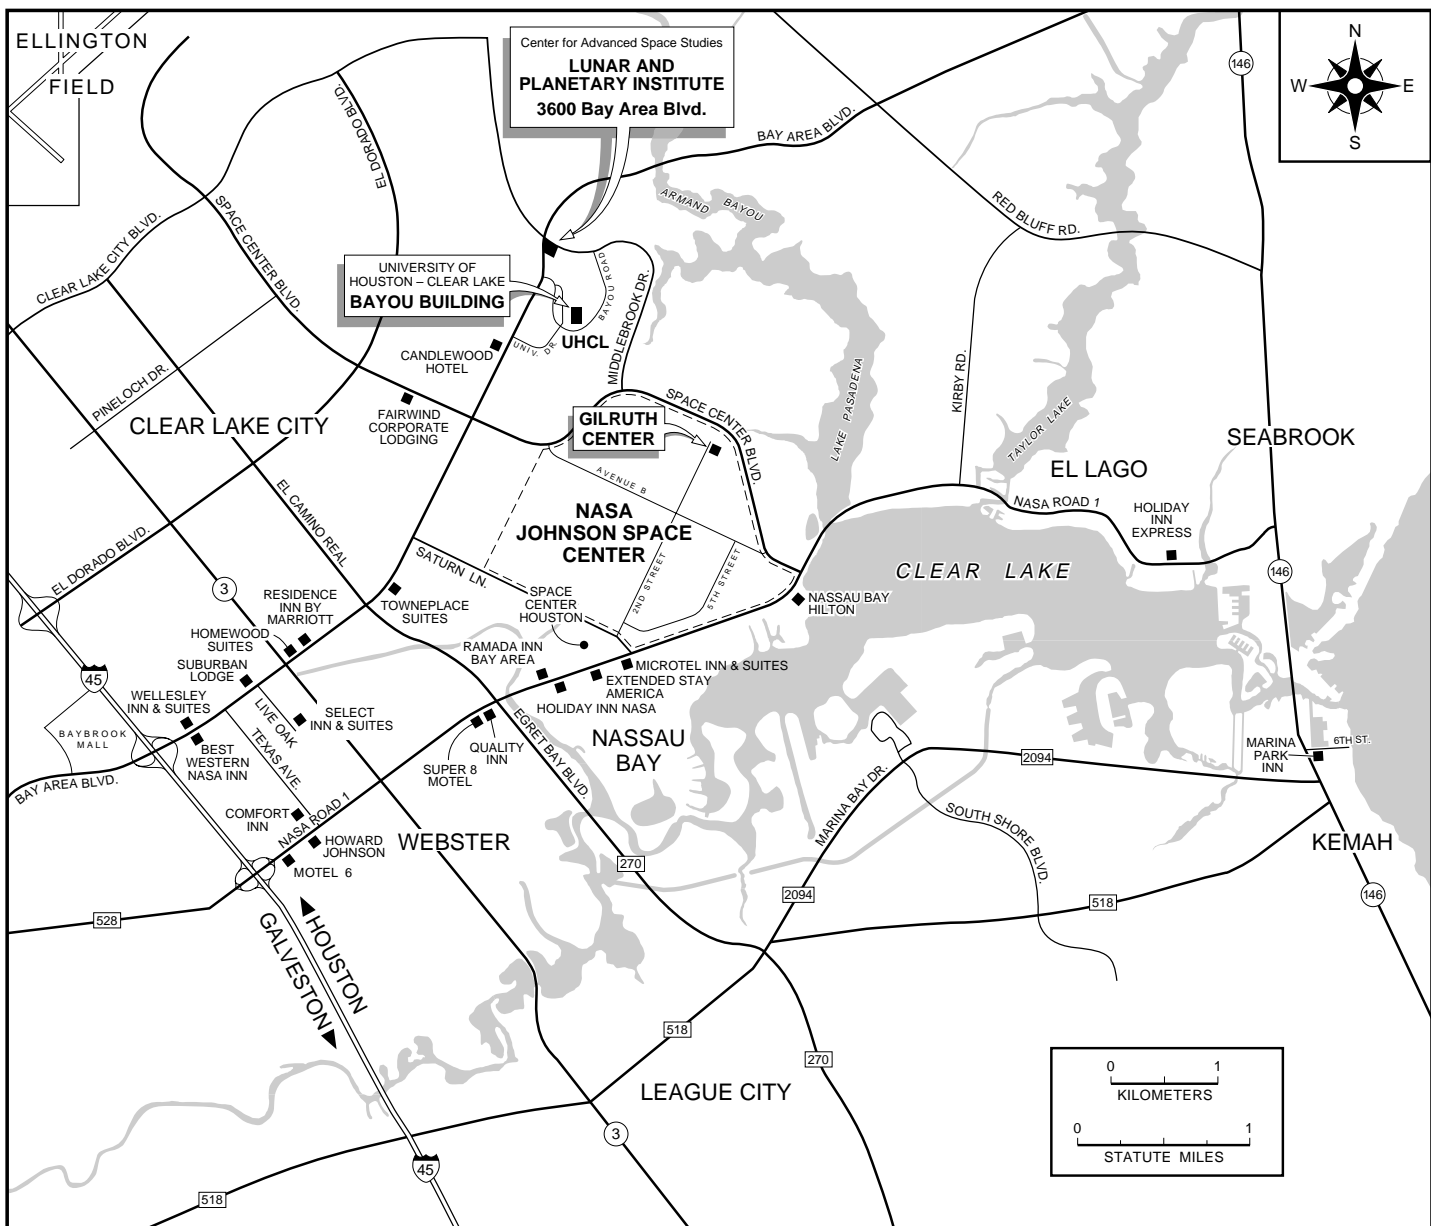 ELLINGTON
FIELD
Center for Advanced Space Studies
LUNAR AND
PLANETARY INSTITUTE
3600 Bay Area Blvd.
146
N
W
E
S
EL DORADO BLVD.
BAY AREA BLVD.
ARMAND BAYOU
RED BLUFF RD.
CLEAR LAKE CITY BLVD.
SPACE CENTER BLVD.
UNIVERSITY OF
HOUSTON – CLEAR LAKE
BAYOU BUILDING
BAYOU ROAD
MIDDLEBROOK DR.
UNIV. DR.
UHCL
CANDLEWOOD
HOTEL
PINELOCH DR.
CLEAR LAKE CITY
FAIRWIND
CORPORATE
LODGING
GILRUTH
CENTER
SPACE CENTER BLVD.
LAKE PASADENA
KIRBY RD.
TAYLOR LAKE
SEABROOK
EL LAGO
NASA ROAD 1
HOLIDAY
INN
EXPRESS
AVENUE B
NASA
JOHNSON SPACE
CENTER
EL CAMINO REAL
EL DORADO BLVD.
SATURN LN.
2ND STREET
5TH STREET
CLEAR LAKE
146
3
RESIDENCE
INN BY
MARRIOTT
TOWNEPLACE
SUITES
SPACE
CENTER
HOUSTON
NASSAU BAY
HILTON
HOMEWOOD
SUITES
SUBURBAN
LODGE
RAMADA INN
BAY AREA
MICROTEL INN & SUITES
EXTENDED STAY
AMERICA
HOLIDAY INN NASA
45
WELLESLEY
INN & SUITES
LIVE OAK
SELECT
INN & SUITES
BAYBROOK
MALL
BEST
WESTERN
NASA INN
TEXAS AVE.
QUALITY
INN
SUPER 8
MOTEL
EGRET BAY BLVD.
NASSAU
BAY
BAY AREA BLVD.
2094
MARINA
PARK
INN
6TH ST.
COMFORT
INN
NASA ROAD 1
HOWARD
JOHNSON
MOTEL 6
WEBSTER
MARINA BAY DR.
SOUTH SHORE BLVD.
KEMAH
270
2094
518
146
528
HOUSTON
GALVESTON
518
270
LEAGUE CITY
3
45
518
0 1
KILOMETERS
0 1
STATUTE MILES